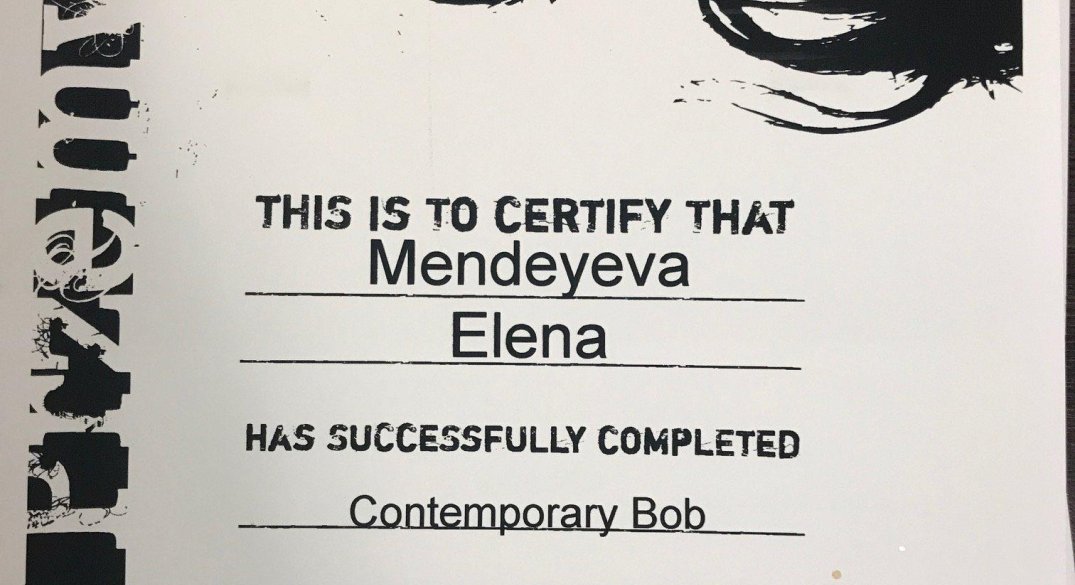 THIS IS TO CERTIFY THAT
Mendeyeva
Elena
HAS SUCCESSFULLY COMPLETED
Contemporary Bob